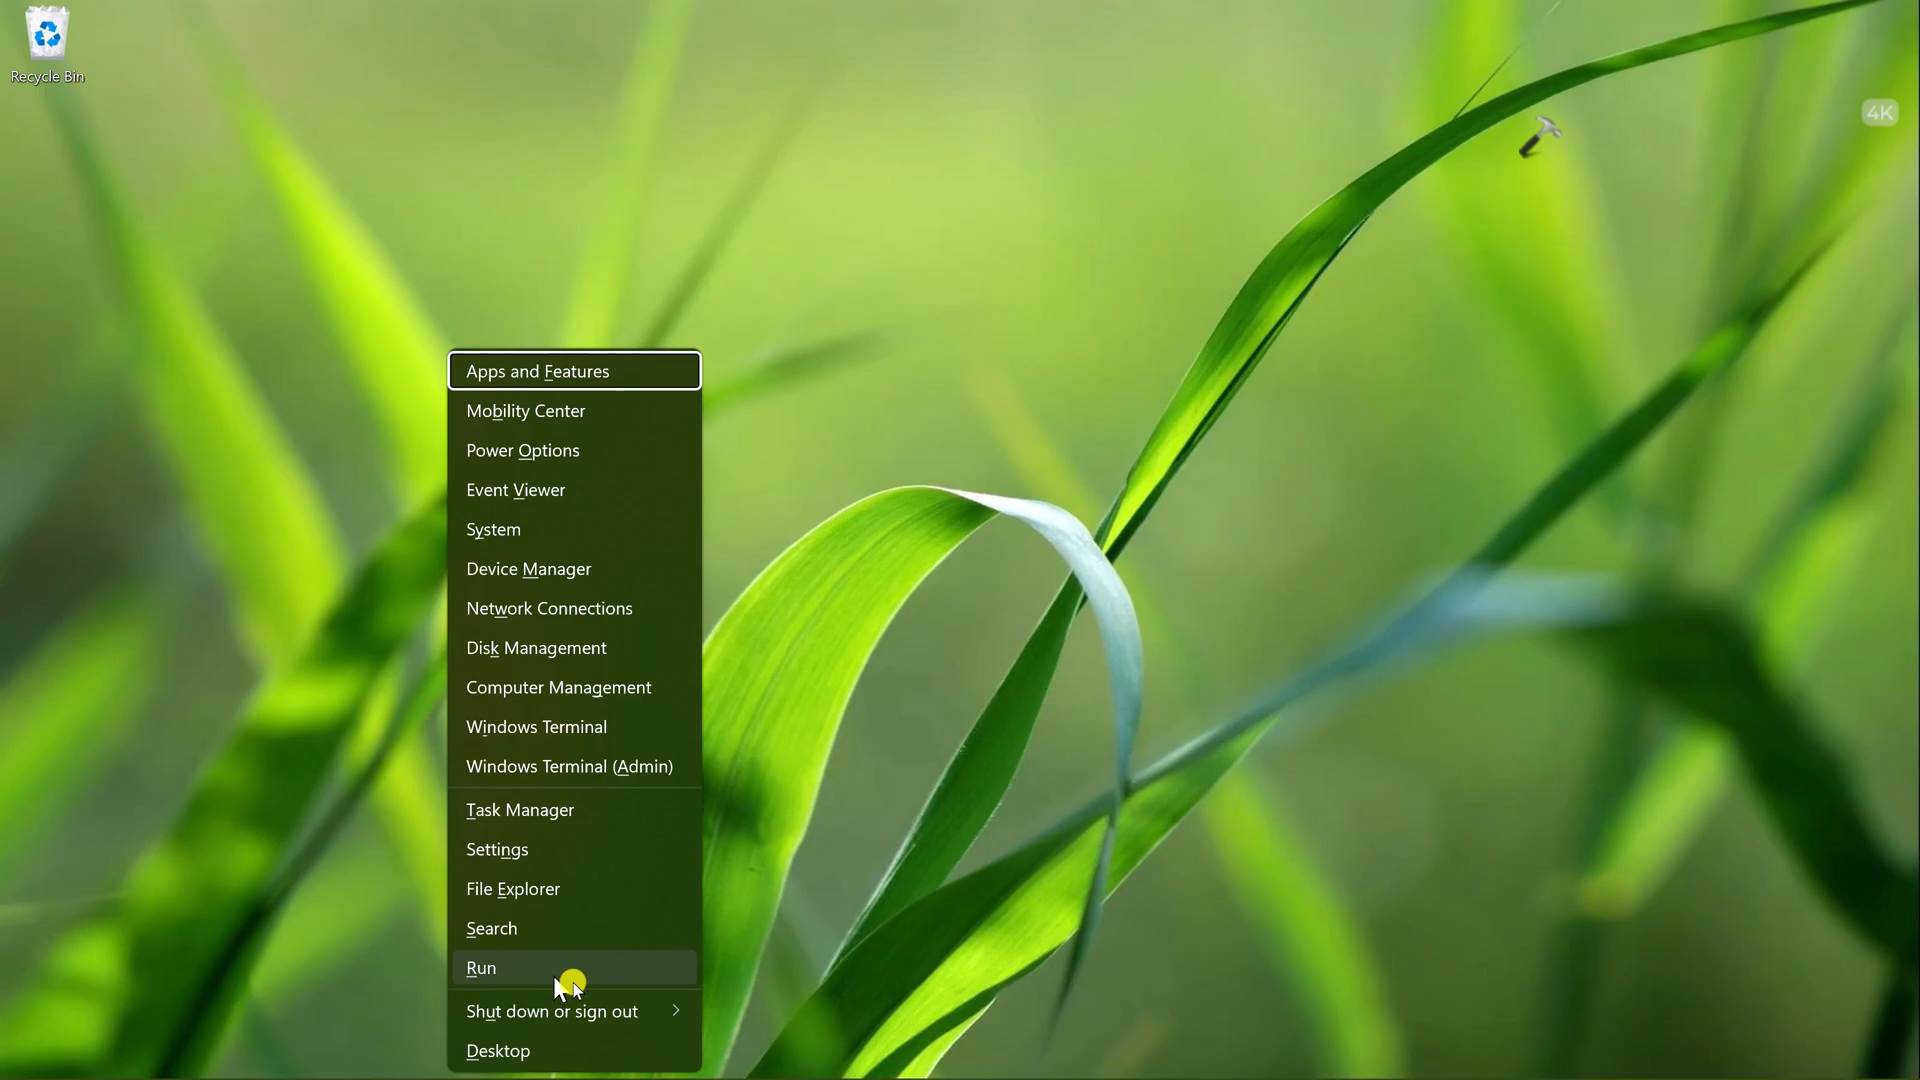 Recycle Bin
4K
Apps and Features
Mobility Center
Power Options
Event Viewer
System
Device Manager
Network Connections
Disk Management
Computer Management
Windows Terminal
Windows Terminal (Admin)
Task Manager
Settings
File Explorer
Search
Run
Shut down or sign out
Desktop